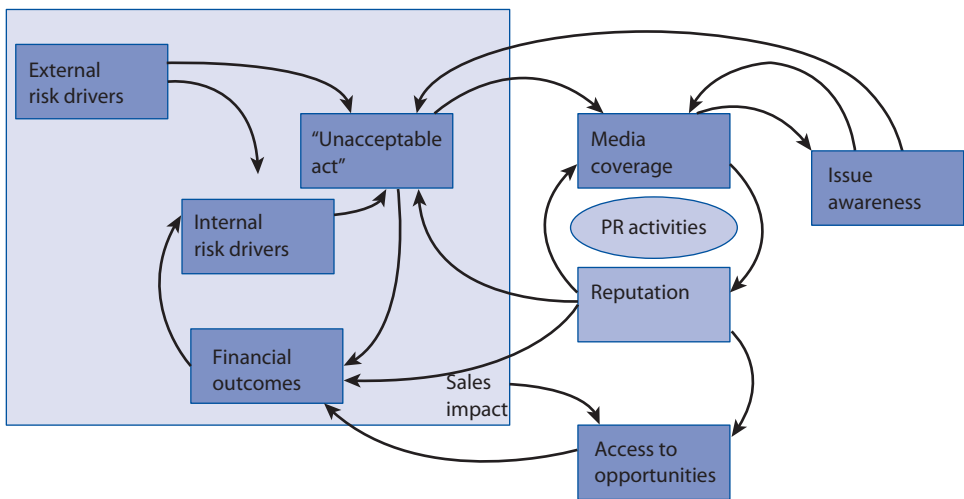 External
risk drivers
“Unacceptable
act”
Media
coverage
Issue
awareness
Internal
risk drivers
PR activities
Reputation
Financial
outcomes
Sales
impact
Access to
opportunities